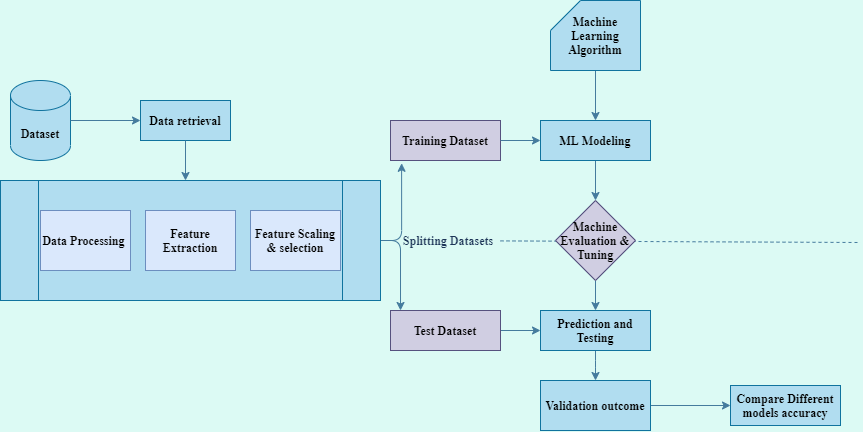 Machine
Learning
Algorithm
Dataset
Data retrieval
Training Dataset
ML Modeling
Data Processing
Feature
Extraction
Feature Scaling
& selection
Splitting Datasets
Machine
Evaluation &
Tuning
Test Dataset
Prediction and
Testing
Validation outcome
Compare Different
models accuracy